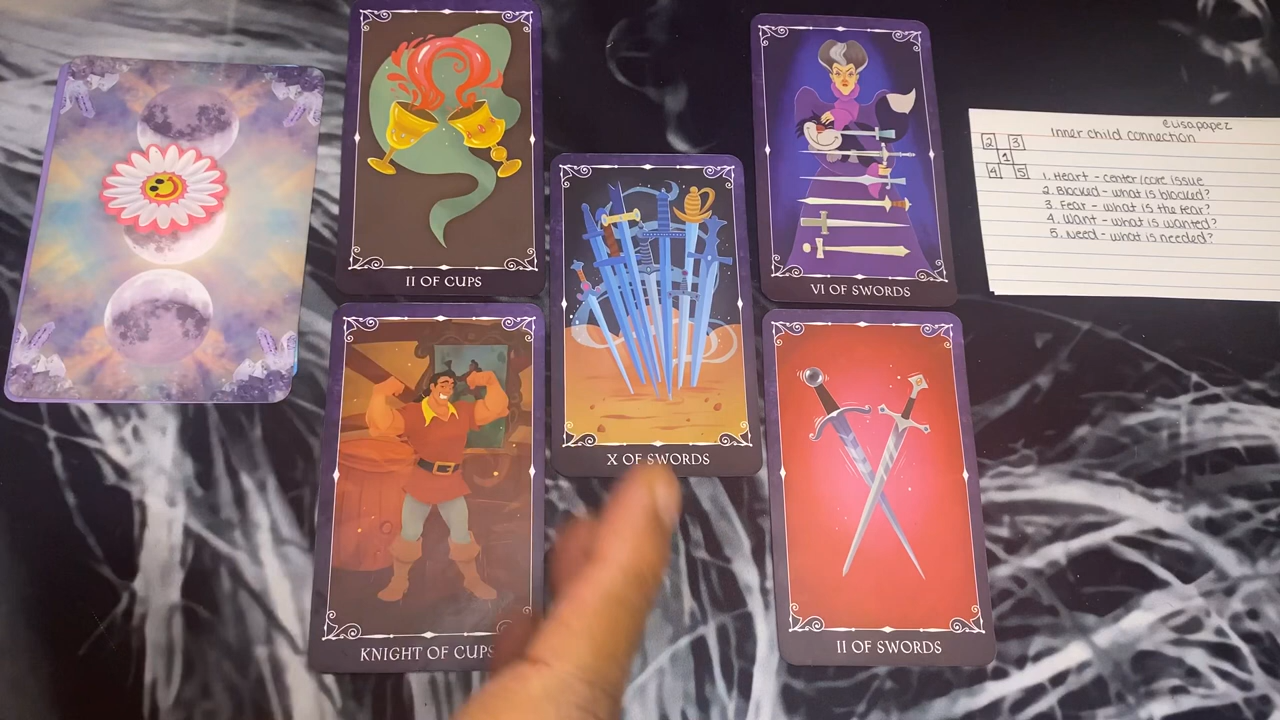 II OF CUPS
VI OF SWORDS
X OF SWORDS
KNIGHT OF CUPS
II OF SWORDS
@lisapapez
Inner child connection
2 3
1
4 5
1. Heart - center/core issue
2. Blocked - what is blocked?
3. Fear - what is the fear?
4. Want - what is wanted?
5. Need - what is needed?